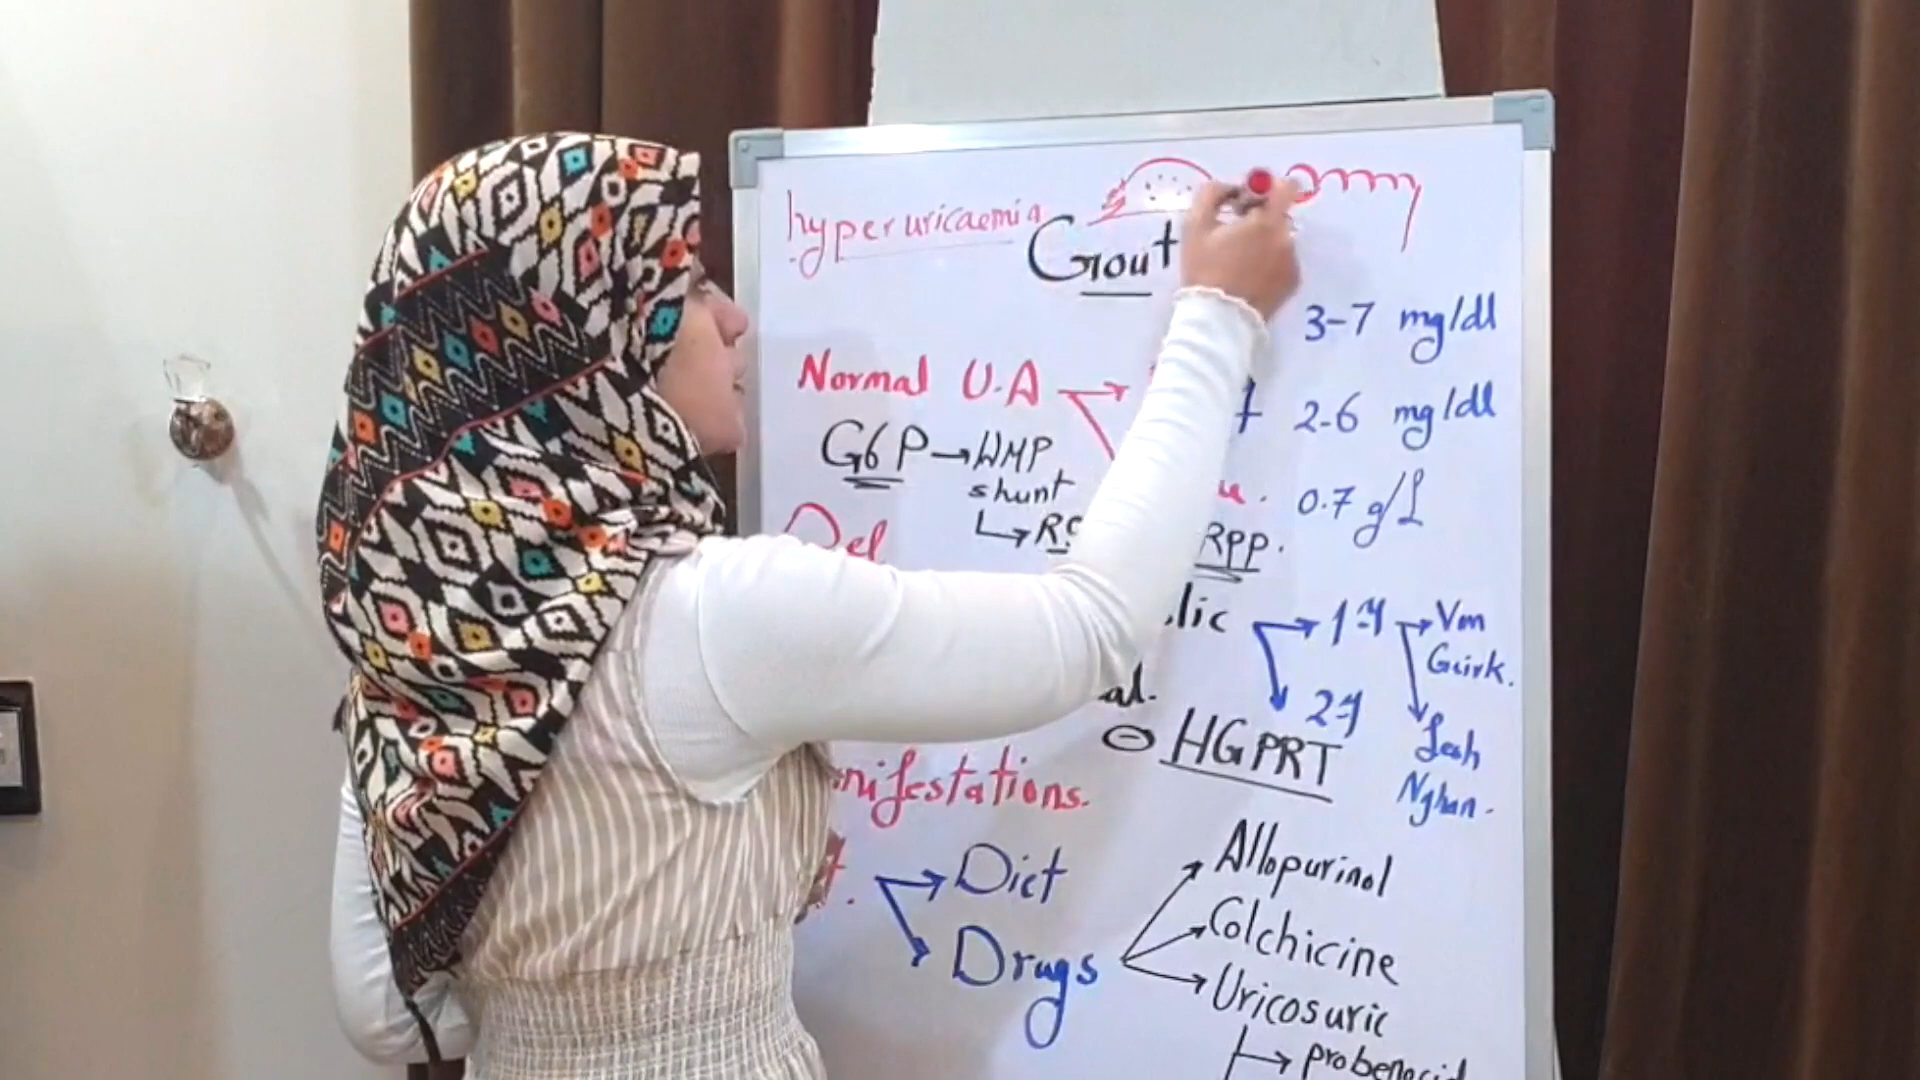 hyperuricaemia
Gout
3-7 mg/dl
Normal U.A
2-6 mg/dl
G6P → HMP
shunt
0.7 g/L
RPP.
lic → 1ry → Von
Geirk.
2ry
al.
Lesh
Nyhan.
⊖ HGPRT
nifestations.
Diet
Drugs
Allopurinol
Colchicine
Uricosuric
probenecid